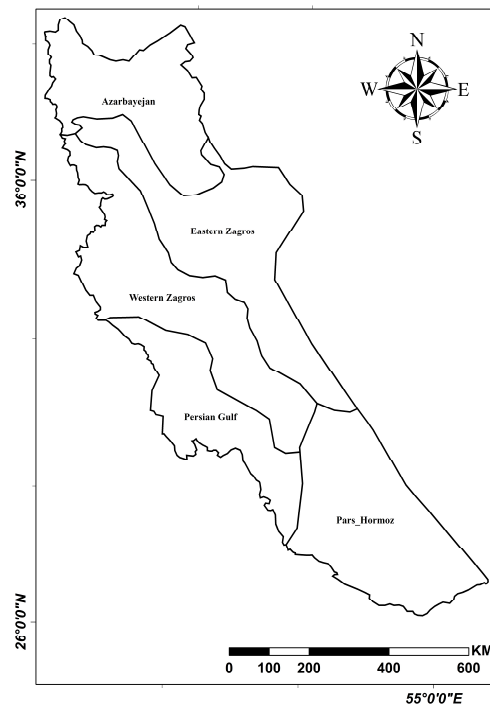 N
W E
S
Azarbayejan
36°0'0"N
Eastern Zagros
Western Zagros
Persian Gulf
Pars_Hormoz
26°0'0"N
KM
0 100 200 400 600
55°0'0"E